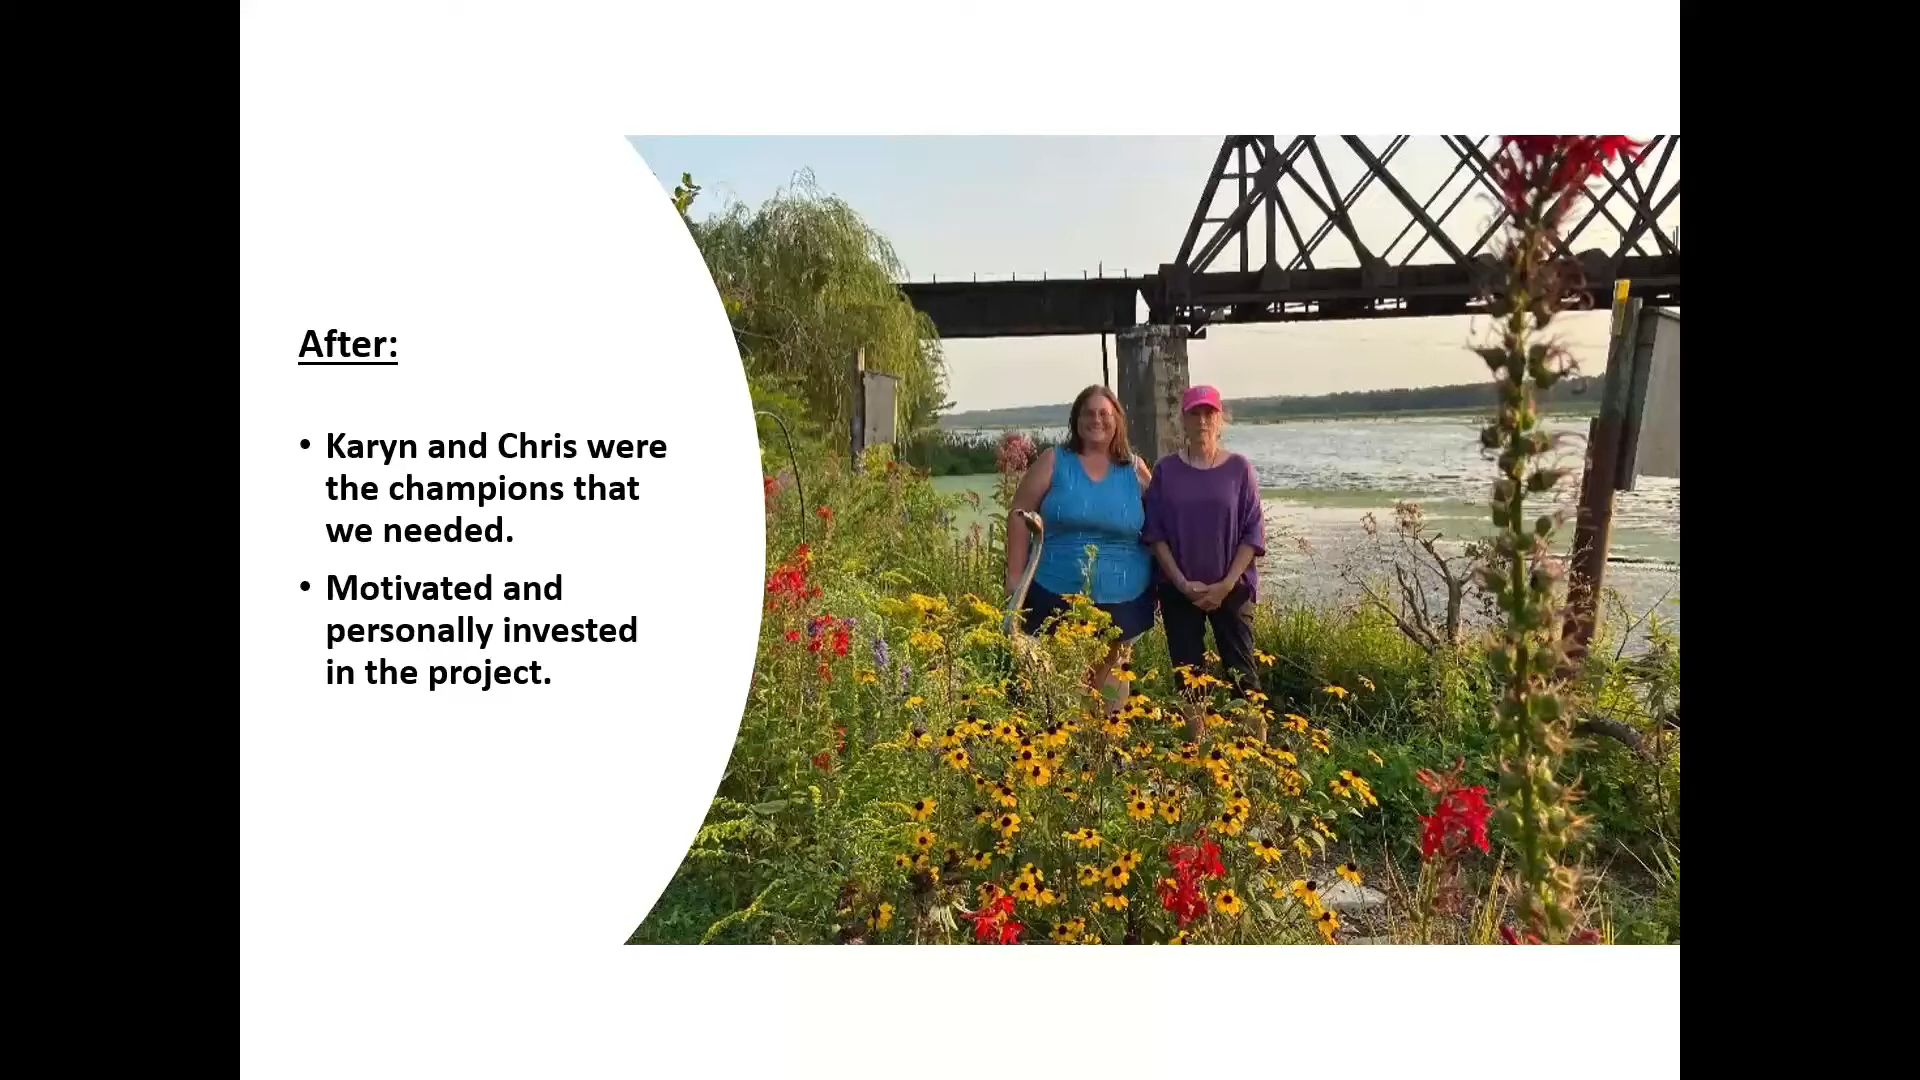 After:
• Karyn and Chris were
the champions that
we needed.
• Motivated and
personally invested
in the project.